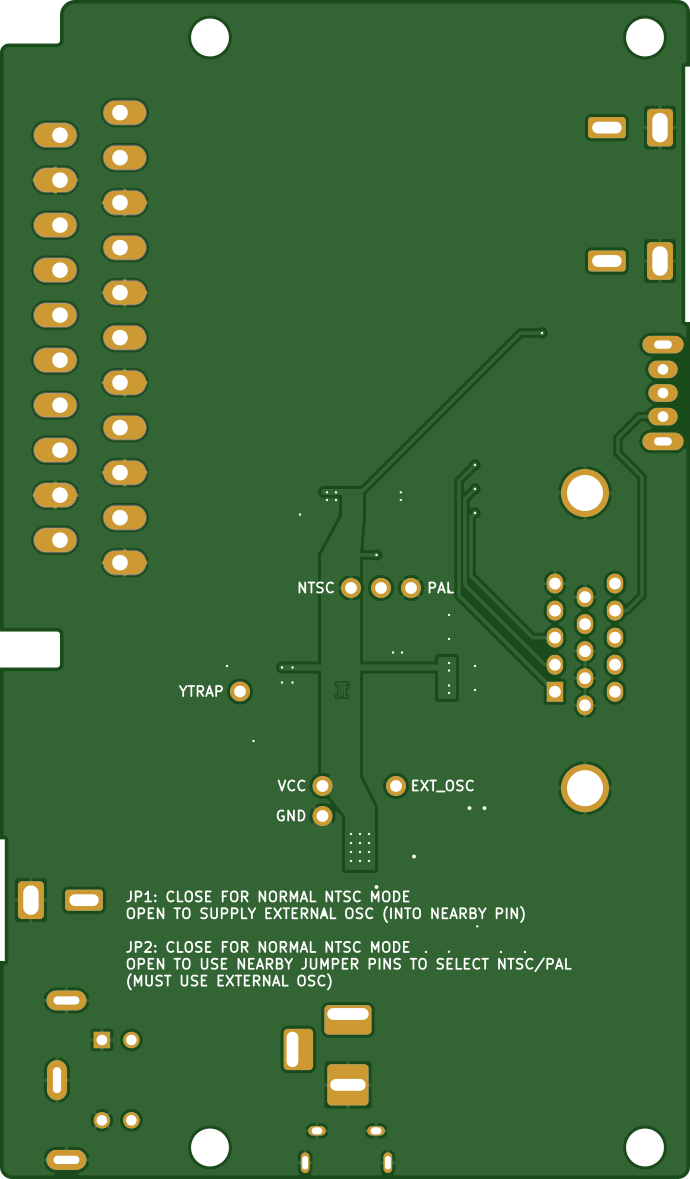 NTSC PAL
YTRAP
VCC EXT_OSC
GND
JP1: CLOSE FOR NORMAL NTSC MODE
OPEN TO SUPPLY EXTERNAL OSC (INTO NEARBY PIN)
JP2: CLOSE FOR NORMAL NTSC MODE
OPEN TO USE NEARBY JUMPER PINS TO SELECT NTSC/PAL
(MUST USE EXTERNAL OSC)